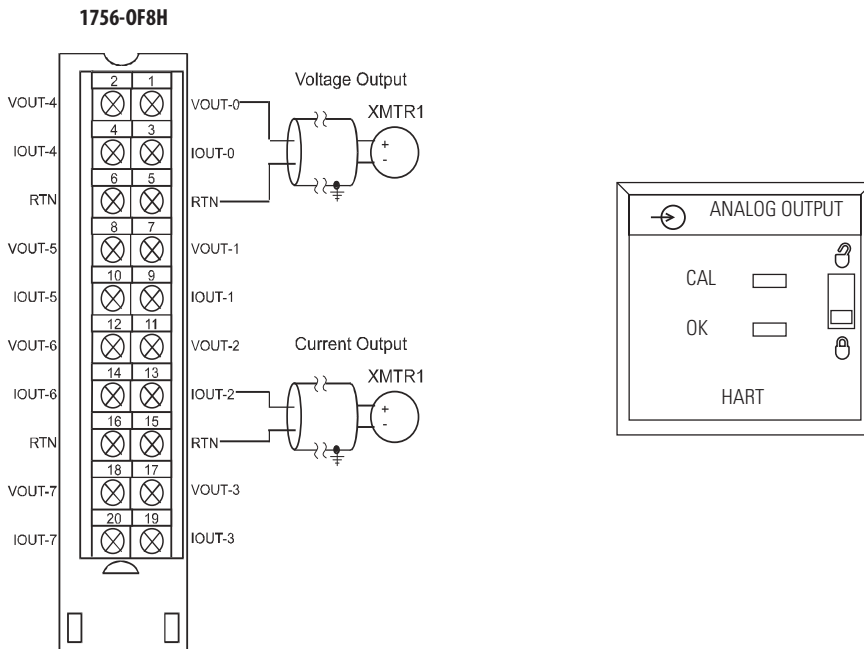 1756-OF8H
2 1
VOUT-4 VOUT-0
4 3
IOUT-4 IOUT-0
6 5
RTN RTN
8 7
VOUT-5 VOUT-1
10 9
IOUT-5 IOUT-1
12 11
VOUT-6 VOUT-2
14 13
IOUT-6 IOUT-2
16 15
RTN RTN
18 17
VOUT-7 VOUT-3
20 19
IOUT-7 IOUT-3
Voltage Output
XMTR1
+
-
Current Output
XMTR1
+
-
ANALOG OUTPUT
CAL
OK
HART